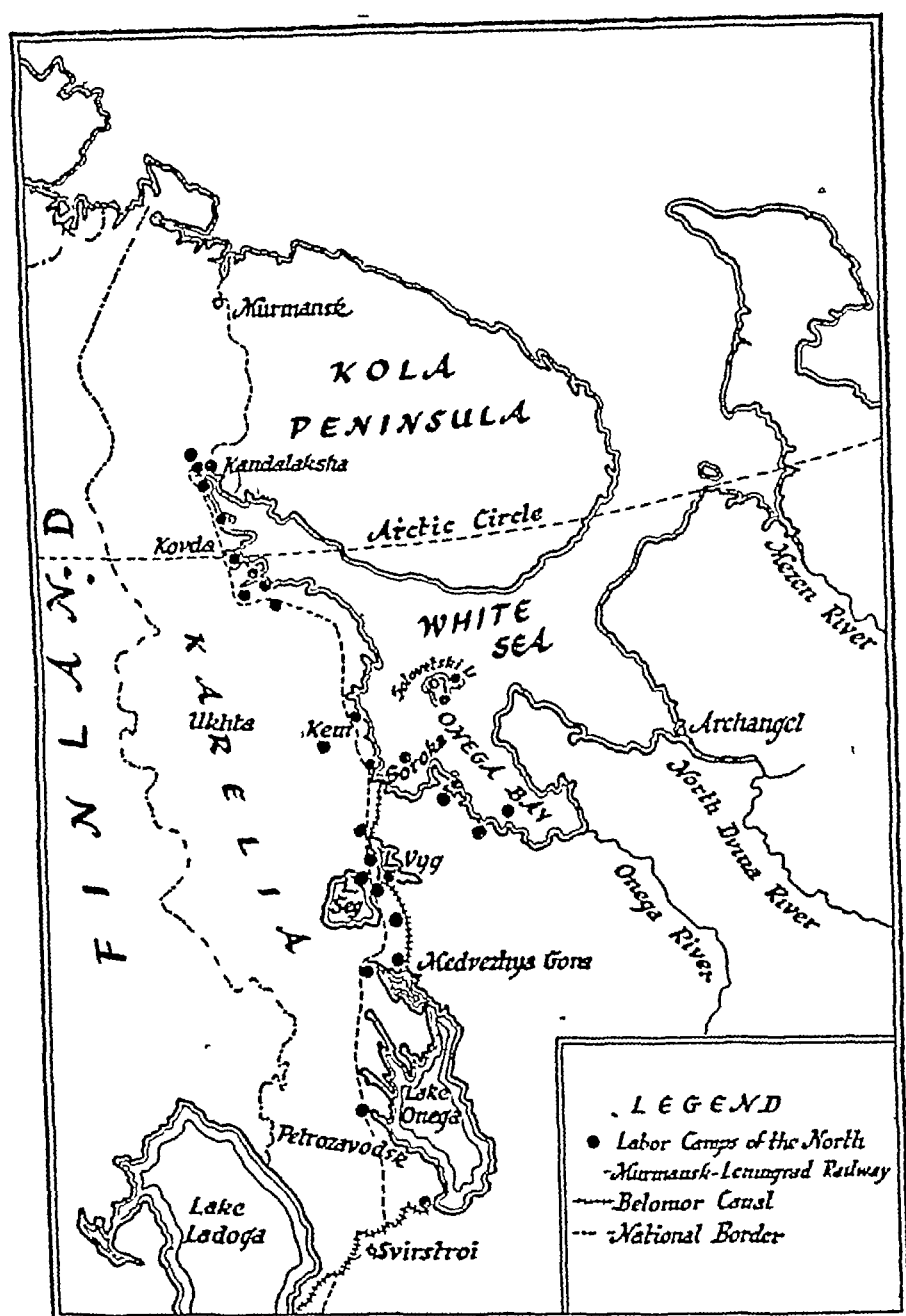 Murmansk
KOLA
PENINSULA
Kandalaksha
Arctic Circle
Kovda
FINLAND
Mezen River
WHITE
SEA
Solovetski Is
KARELIA
Ukhta
Kem
ONEGA
BAY
Soroka
Archangel
North Dvina River
L. Vyg
L.
Seg
Onega River
Medvezhya Gora
Lake
Onega
Petrozavodsk
Lake
Ladoga
Svirstroi
LEGEND
Labor Camps of the North
Murmansk-Leningrad Railway
Belomor Canal
National Border